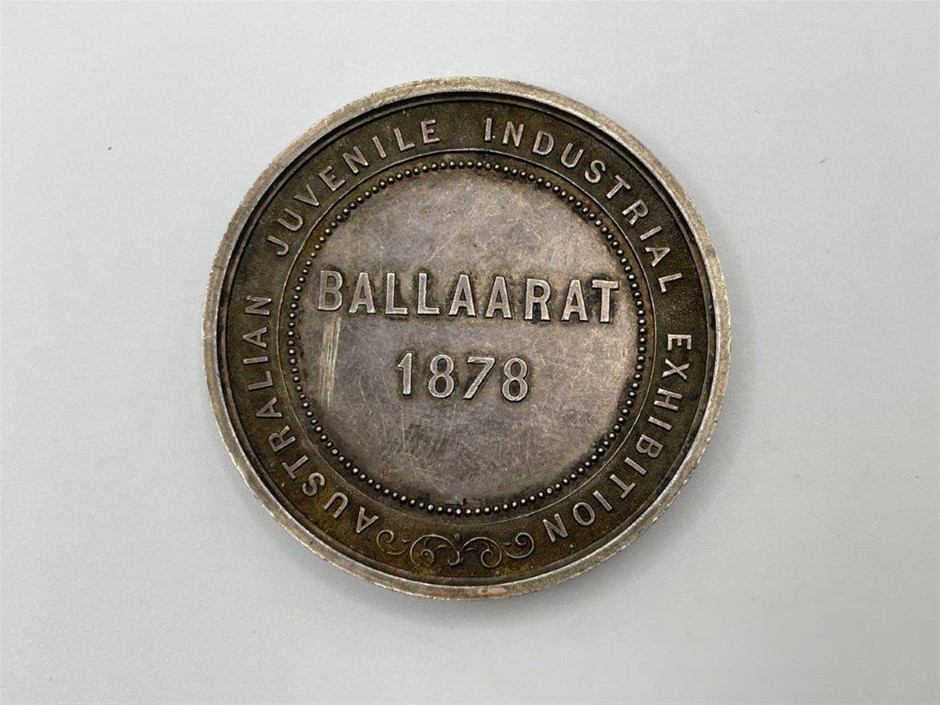 AUSTRALIAN JUVENILE INDUSTRIAL EXHIBITION
BALLAARAT
1878